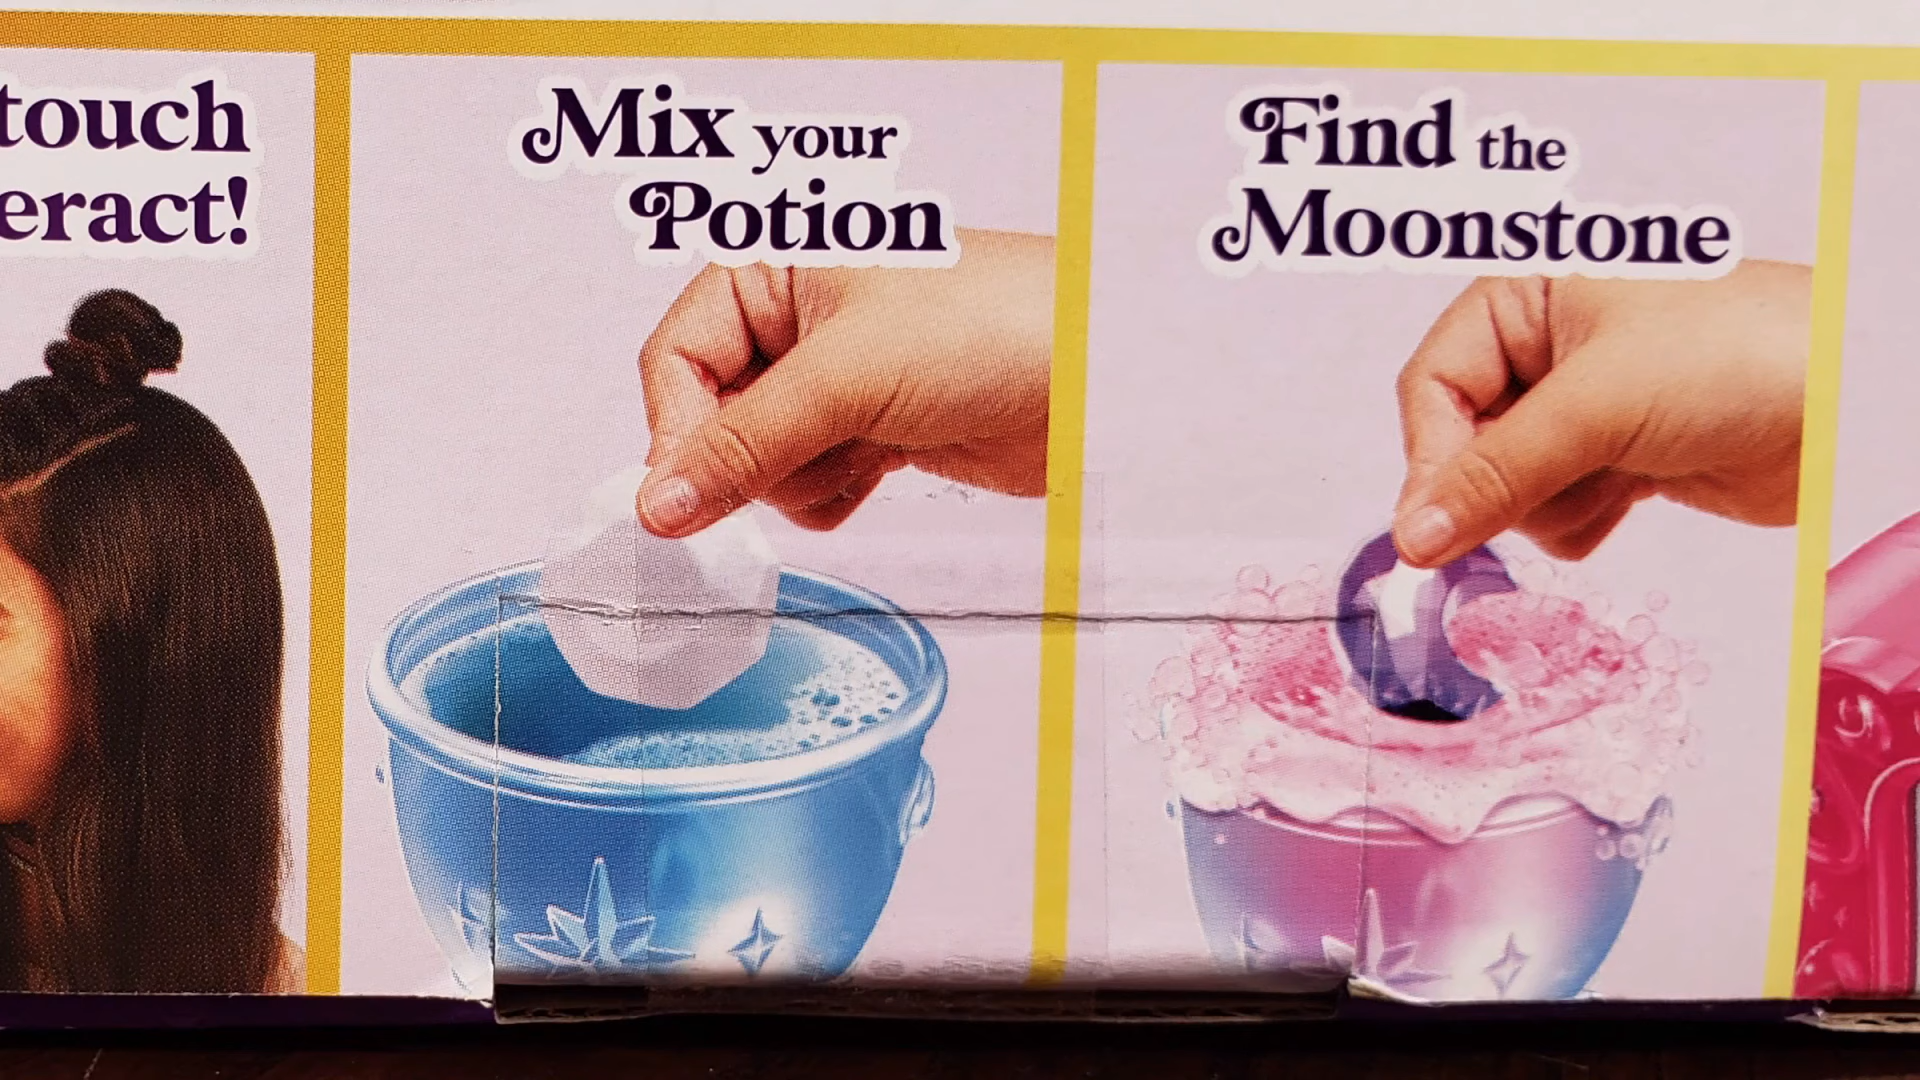 touch
eract!
Mix your
Potion
Find the
Moonstone